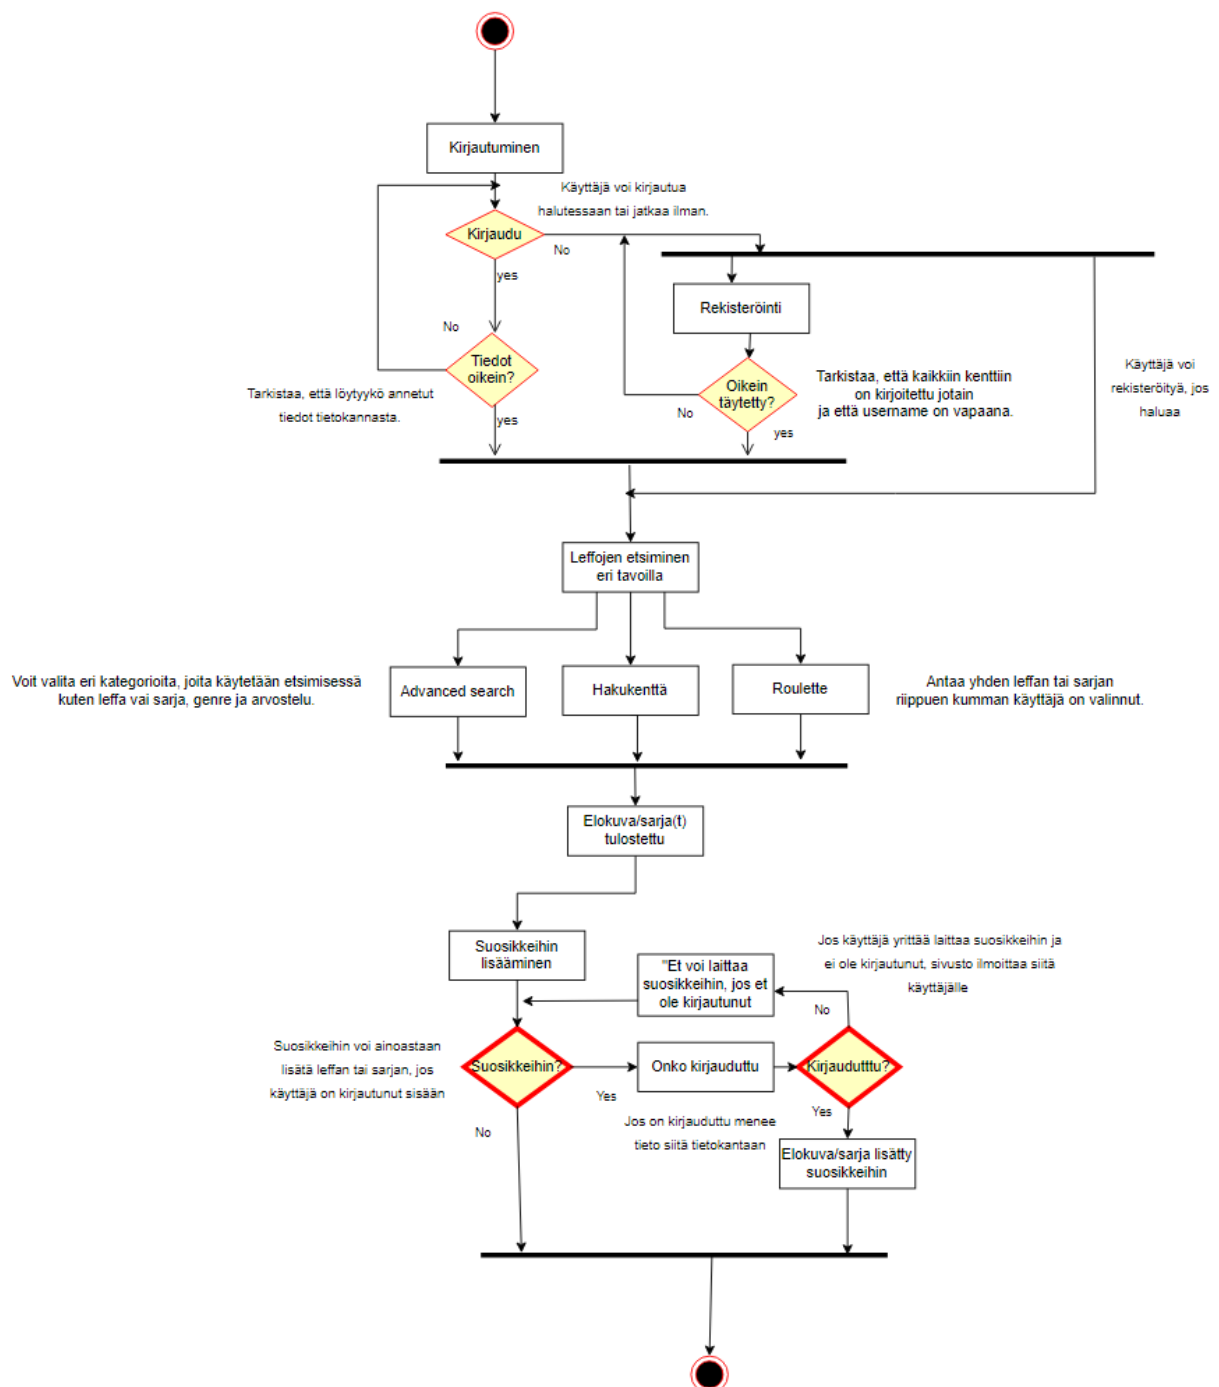 Kirjautuminen
Käyttäjä voi kirjautua
halutessaan tai jatkaa ilman.
Kirjaudu
No
yes
Rekisteröinti
No
Tiedot
oikein?
Käyttäjä voi
rekisteröityä, jos
haluaa
Tarkistaa, että löytyykö annetut
tiedot tietokannasta.
Oikein
täytetty?
Tarkistaa, että kaikkiin kenttiin
on kirjoitettu jotain
ja että username on vapaana.
No
yes
yes
Leffojen etsiminen
eri tavoilla
Voit valita eri kategorioita, joita käytetään etsimisessä
kuten leffa vai sarja, genre ja arvostelu.
Advanced search
Hakukenttä
Roulette
Antaa yhden leffan tai sarjan
riippuen kumman käyttäjä on valinnut.
Elokuva/sarja(t)
tulostettu
Suosikkeihin
lisääminen
"Et voi laittaa
suosikkeihin, jos et
ole kirjautunut
Jos käyttäjä yrittää laittaa suosikkeihin ja
ei ole kirjautunut, sivusto ilmoittaa siitä
käyttäjälle
No
Suosikkeihin voi ainoastaan
lisätä leffan tai sarjan, jos
käyttäjä on kirjautunut sisään
Suosikkeihin?
Yes
Onko kirjauduttu
Kirjaudutttu?
No
Jos on kirjauduttu menee
tieto siitä tietokantaan
Yes
Elokuva/sarja lisätty
suosikkeihin